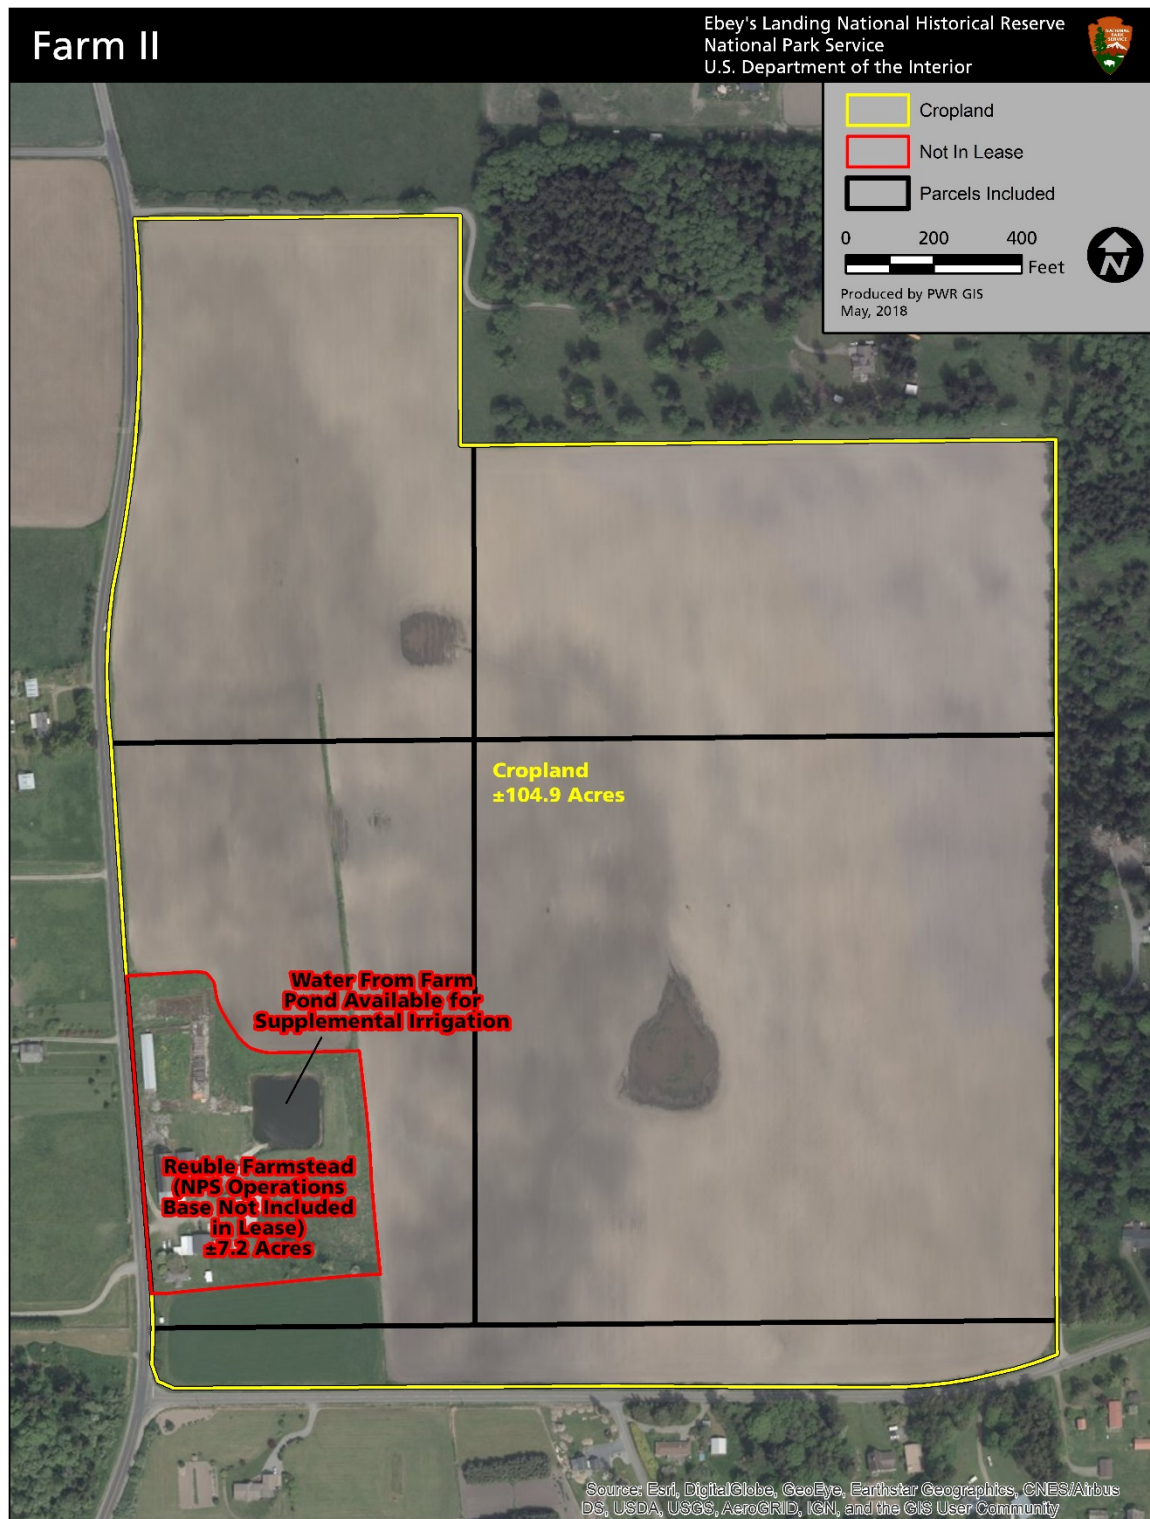 Farm II
Ebey's Landing National Historical Reserve
National Park Service
U.S. Department of the Interior
NATIONAL
PARK
SERVICE
Cropland
Not In Lease
Parcels Included
0 200 400
Feet
N
Produced by PWR GIS
May, 2018
Cropland
±104.9 Acres
Water From Farm
Pond Available for
Supplemental Irrigation
Reuble Farmstead
(NPS Operations
Base Not Included
in Lease)
±7.2 Acres
Source: Esri, DigitalGlobe, GeoEye, Earthstar Geographics, CNES/Airbus
DS, USDA, USGS, AeroGRID, IGN, and the GIS User Community